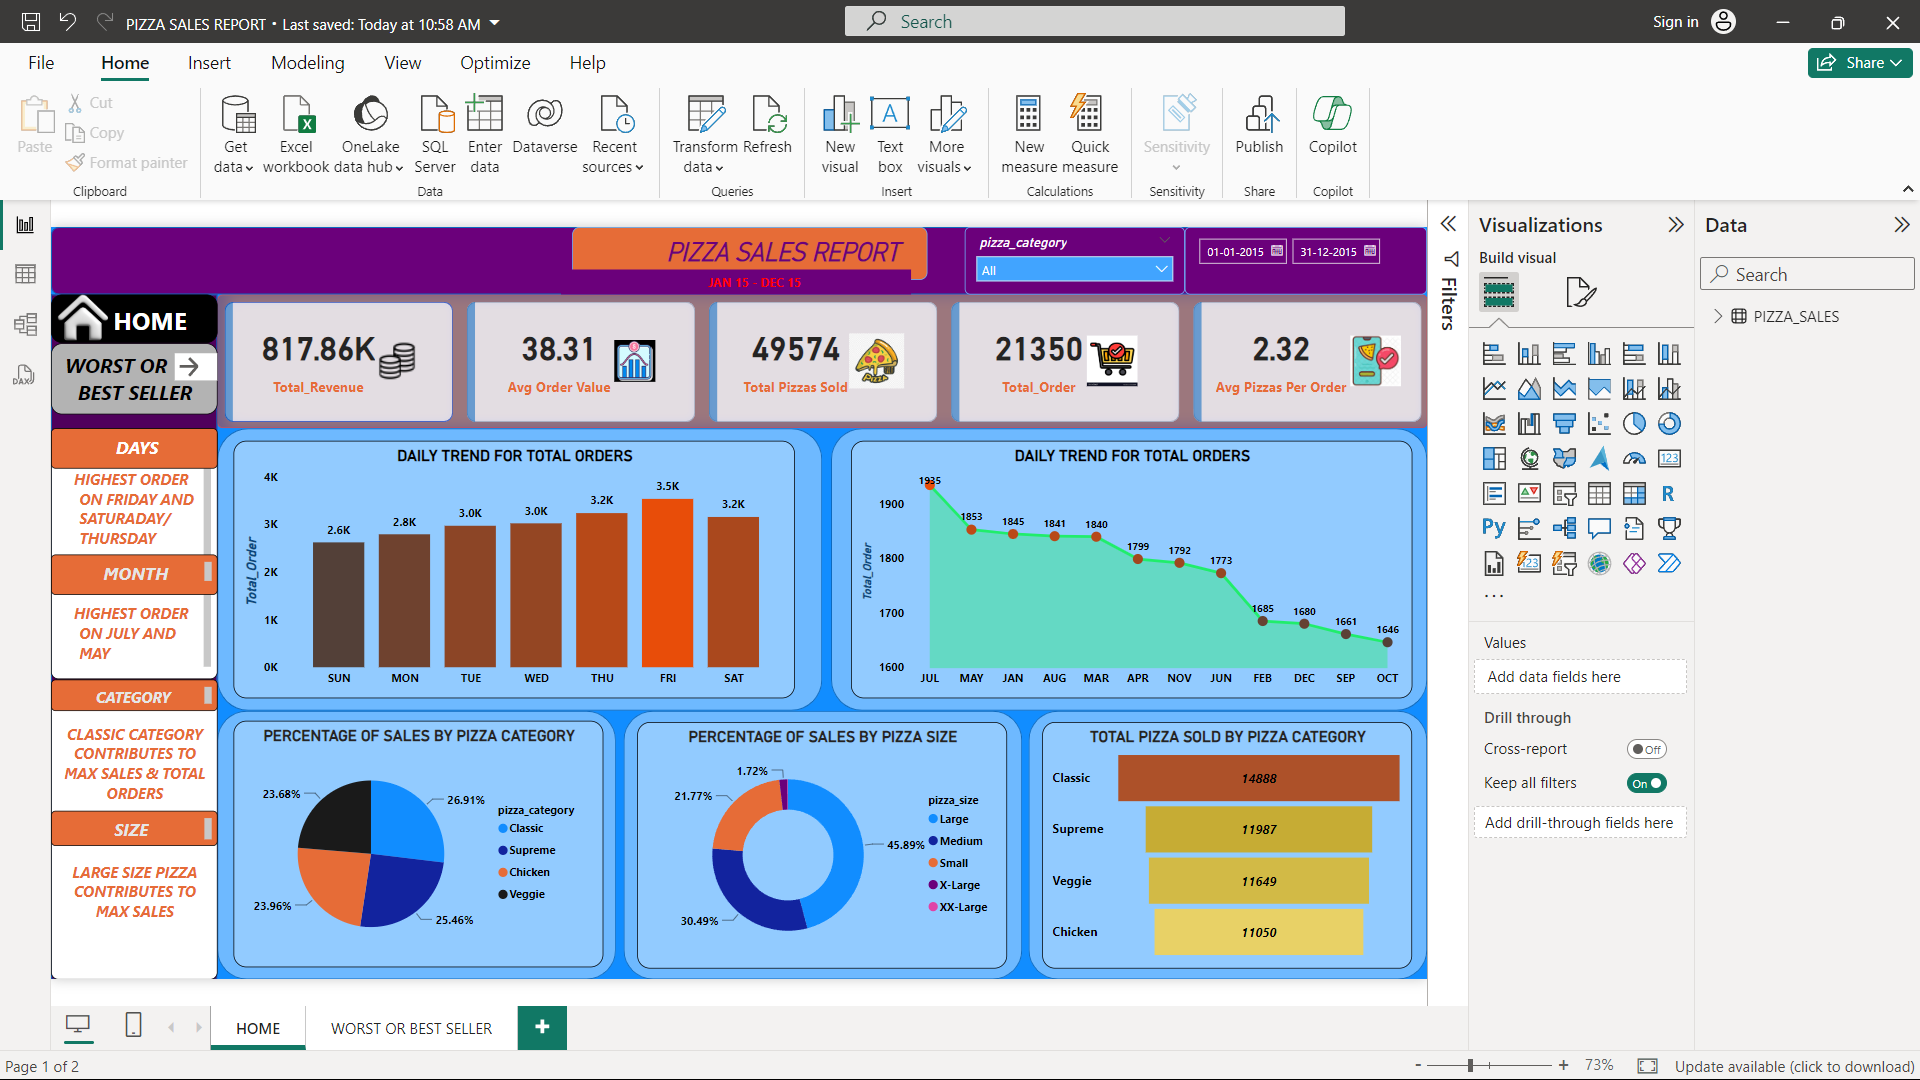 PIZZA SALES REPORT • Last saved: Today at 10:58 AM
Search
Sign in
File Home Insert Modeling View Optimize Help
Share
Paste
Cut
Copy
Format painter
Clipboard
Get data
Excel workbook
OneLake data hub
SQL Server
Enter data
Dataverse
Recent sources
Data
Transform data
Refresh
Queries
New visual
Text box
More visuals
Insert
New measure
Quick measure
Calculations
Sensitivity
Sensitivity
Publish
Share
Copilot
Copilot
PIZZA SALES REPORT
JAN 15 - DEC 15
pizza_category
All
01-01-2015
31-12-2015
HOME
WORST OR
BEST SELLER
817.86K
Total_Revenue
38.31
Avg Order Value
49574
Total Pizzas Sold
Pizza
21350
Total_Order
2.32
Avg Pizzas Per Order
DAYS
HIGHEST ORDER
ON FRIDAY AND
SATURADAY/
THURSDAY
MONTH
HIGHEST ORDER
ON JULY AND
MAY
CATEGORY
CLASSIC CATEGORY
CONTRIBUTES TO
MAX SALES & TOTAL
ORDERS
SIZE
LARGE SIZE PIZZA
CONTRIBUTES TO
MAX SALES
DAILY TREND FOR TOTAL ORDERS
Total_Order
4K
3K
2K
1K
0K
2.6K 2.8K 3.0K 3.0K 3.2K 3.5K 3.2K
SUN MON TUE WED THU FRI SAT
DAILY TREND FOR TOTAL ORDERS
Total_Order
1900
1800
1700
1600
1935 1853 1845 1841 1840 1799 1792 1773 1685 1680 1661 1646
JUL MAY JAN AUG MAR APR NOV JUN FEB DEC SEP OCT
PERCENTAGE OF SALES BY PIZZA CATEGORY
23.68%
26.91%
23.96%
25.46%
pizza_category
Classic
Supreme
Chicken
Veggie
PERCENTAGE OF SALES BY PIZZA SIZE
1.72%
21.77%
45.89%
30.49%
pizza_size
Large
Medium
Small
X-Large
XX-Large
TOTAL PIZZA SOLD BY PIZZA CATEGORY
Classic 14888
Supreme 11987
Veggie 11649
Chicken 11050
Filters
Visualizations
Build visual
123
R
Py
123
...
Values
Add data fields here
Drill through
Cross-report Off
Keep all filters On
Add drill-through fields here
Data
Search
PIZZA_SALES
DAX
HOME
WORST OR BEST SELLER
+
Page 1 of 2
- + 73%
Update available (click to download)